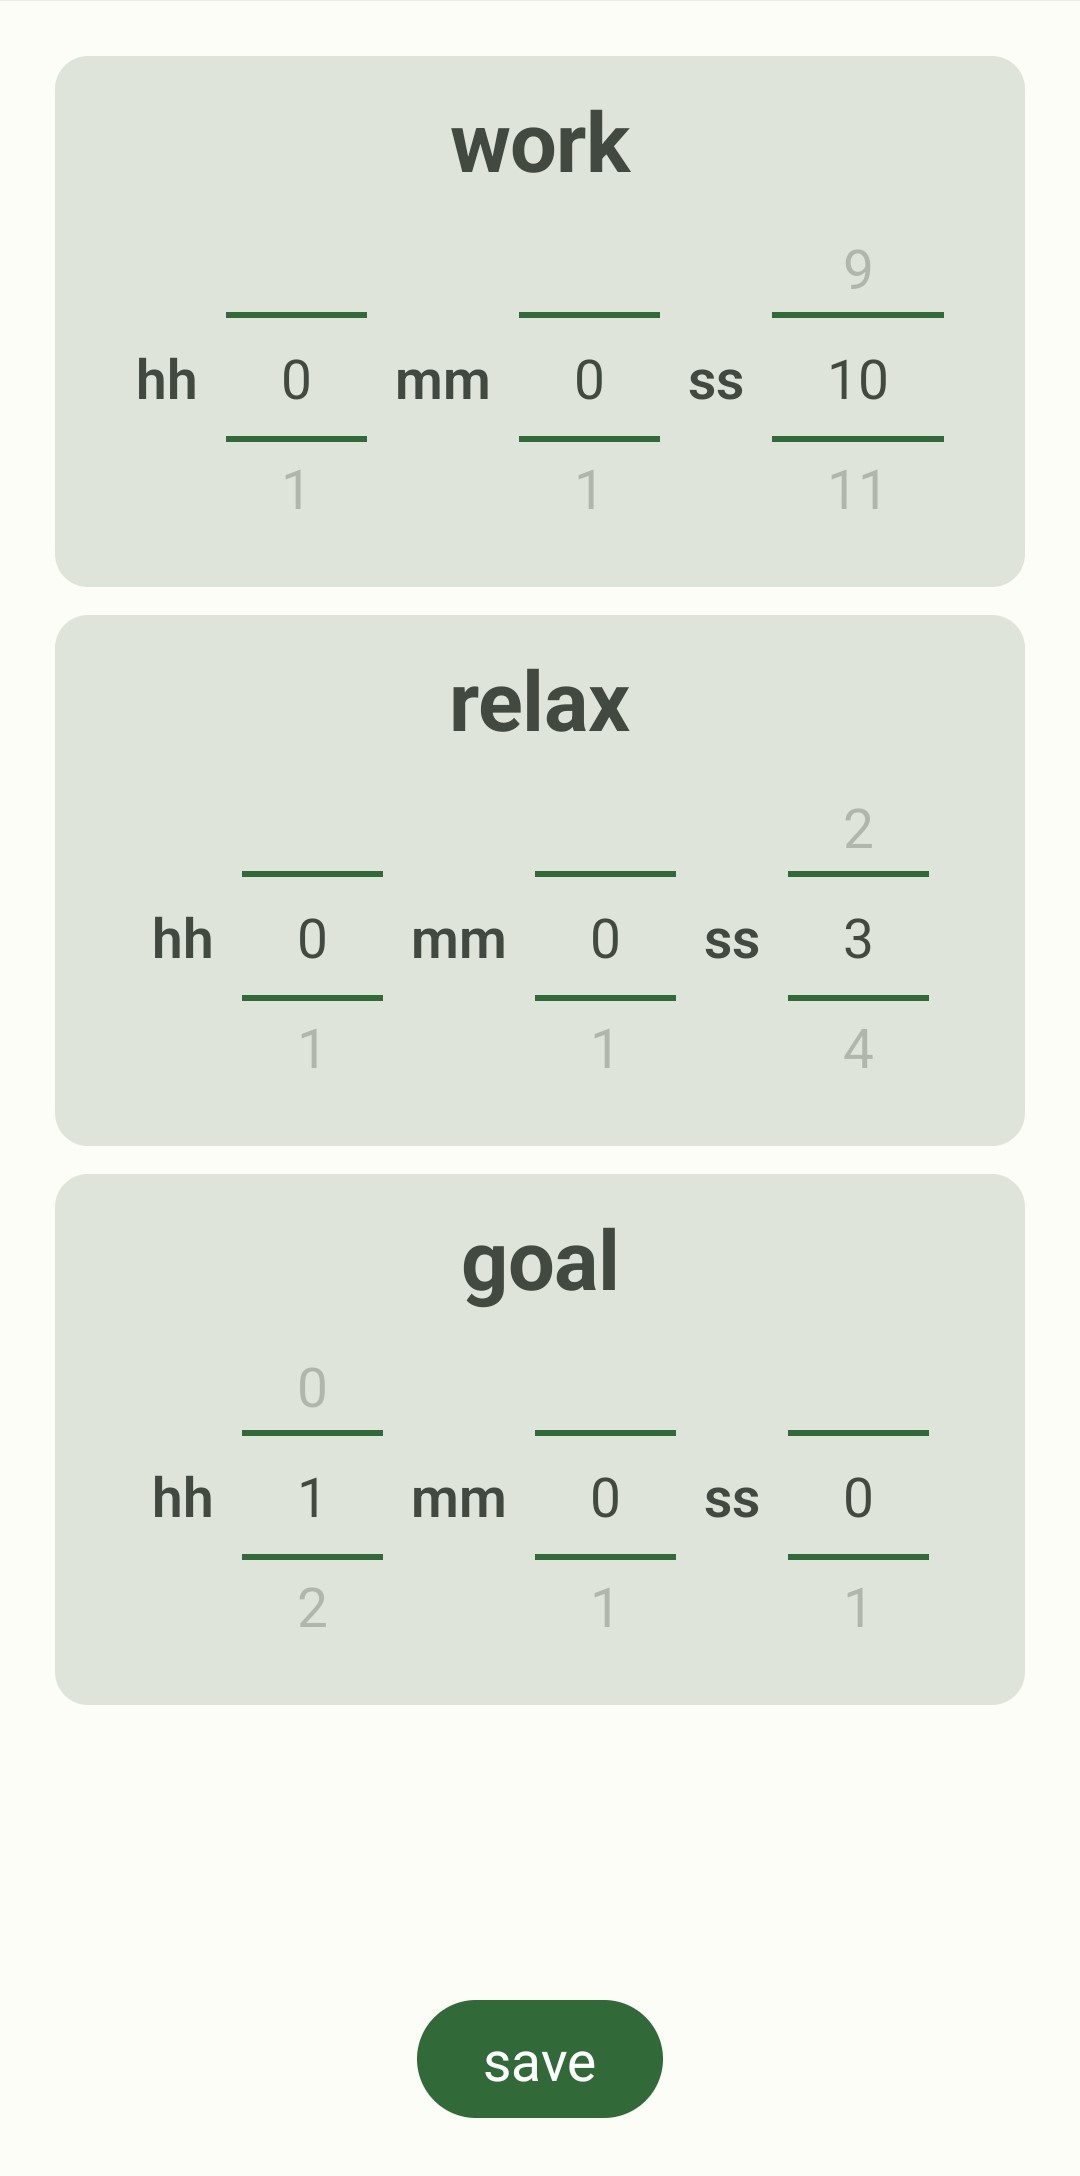 work
9
hh 0 mm 0 ss 10
1 1 11
relax
2
hh 0 mm 0 ss 3
1 1 4
goal
0
hh 1 mm 0 ss 0
2 1 1
save